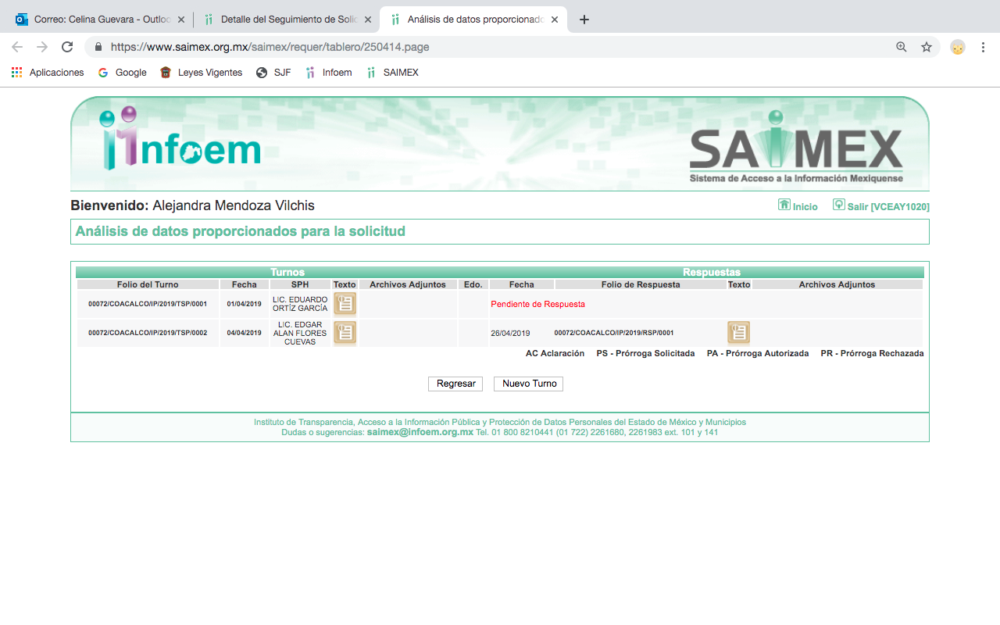 Correo: Celina Guevara - Outloo
Detalle del Seguimiento de Solic
Análisis de datos proporcionado
https://www.saimex.org.mx/saimex/requer/tablero/250414.page
Aplicaciones
Google
Leyes Vigentes
SJF
Infoem
SAIMEX
infoem
SAIMEX
Sistema de Acceso a la Información Mexiquense
Bienvenido: Alejandra Mendoza Vilchis
Inicio
Salir [VCEAY1020]
Análisis de datos proporcionados para la solicitud
Turnos
Respuestas
Folio del Turno Fecha SPH Texto Archivos Adjuntos Edo. Fecha Folio de Respuesta Texto Archivos Adjuntos
00072/COACALCO/IP/2019/TSP/0001 01/04/2019 LIC. EDUARDO
ORTÍZ GARCÍA
Pendiente de Respuesta
00072/COACALCO/IP/2019/TSP/0002 04/04/2019 LIC. EDGAR
ALAN FLORES
CUEVAS
26/04/2019 00072/COACALCO/IP/2019/RSP/0001
AC Aclaración PS - Prórroga Solicitada PA - Prórroga Autorizada PR - Prórroga Rechazada
Regresar
Nuevo Turno
Instituto de Transparencia, Acceso a la Información Pública y Protección de Datos Personales del Estado de México y Municipios
Dudas o sugerencias: saimex@infoem.org.mx Tel. 01 800 8210441 (01 722) 2261680, 2261983 ext. 101 y 141